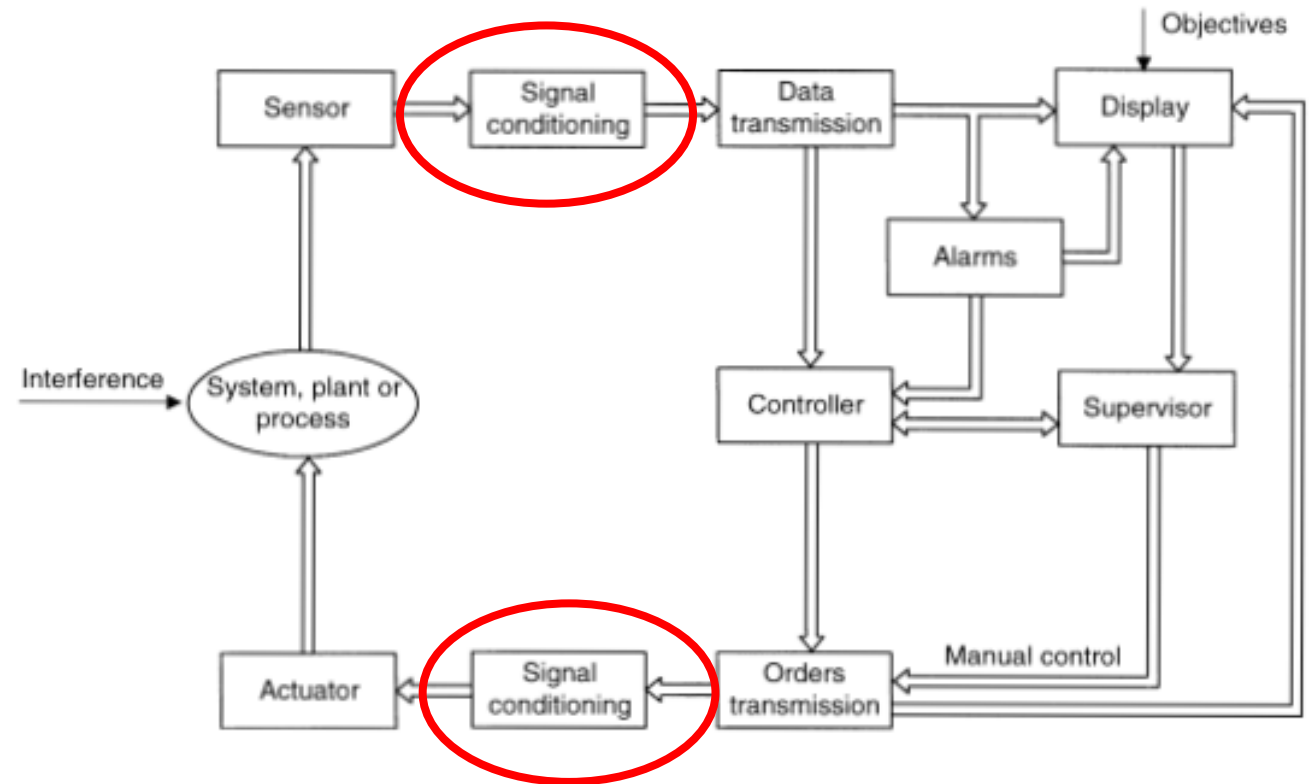 Objectives
Sensor
Signal
conditioning
Data
transmission
Display
Alarms
Interference
System, plant or
process
Controller
Supervisor
Manual control
Actuator
Signal
conditioning
Orders
transmission